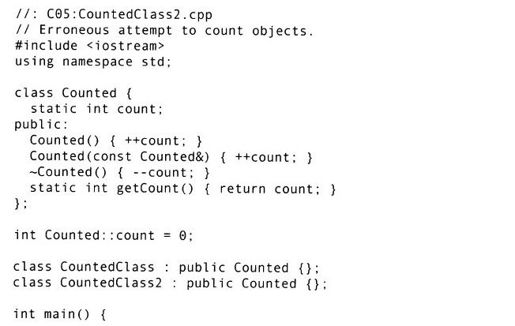 //: C05:CountedClass2.cpp
// Erroneous attempt to count objects.
#include <iostream>
using namespace std;

class Counted {
  static int count;
public:
  Counted() { ++count; }
  Counted(const Counted&) { ++count; }
  ~Counted() { --count; }
  static int getCount() { return count; }
};

int Counted::count = 0;

class CountedClass : public Counted {};
class CountedClass2 : public Counted {};

int main() {